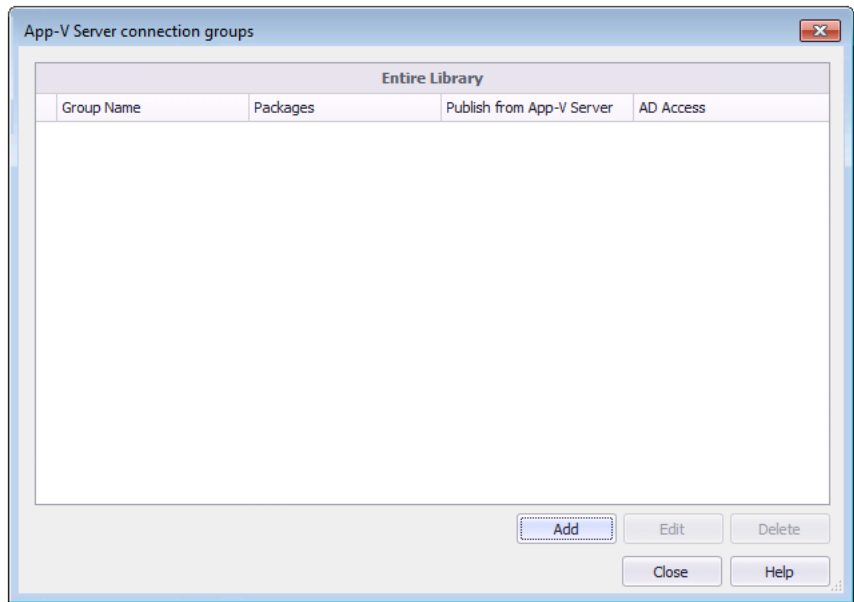 App-V Server connection groups
Entire Library
Group Name Packages Publish from App-V Server AD Access
Add Edit Delete
Close Help